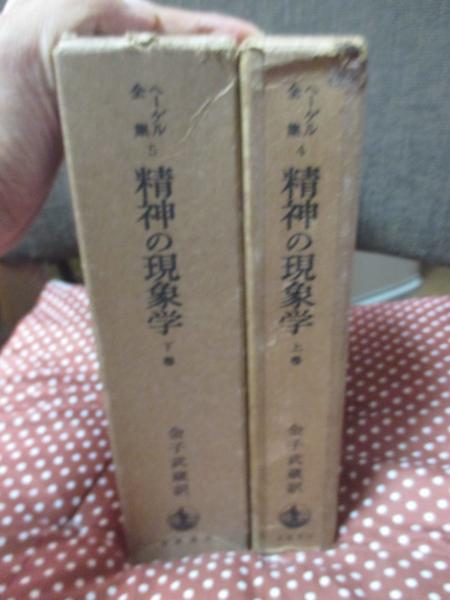 ヘーゲル
全集 5
精神の現象学
下巻
金子武蔵訳
ヘーゲル
全集 4
精神の現象学
上巻
金子武蔵訳